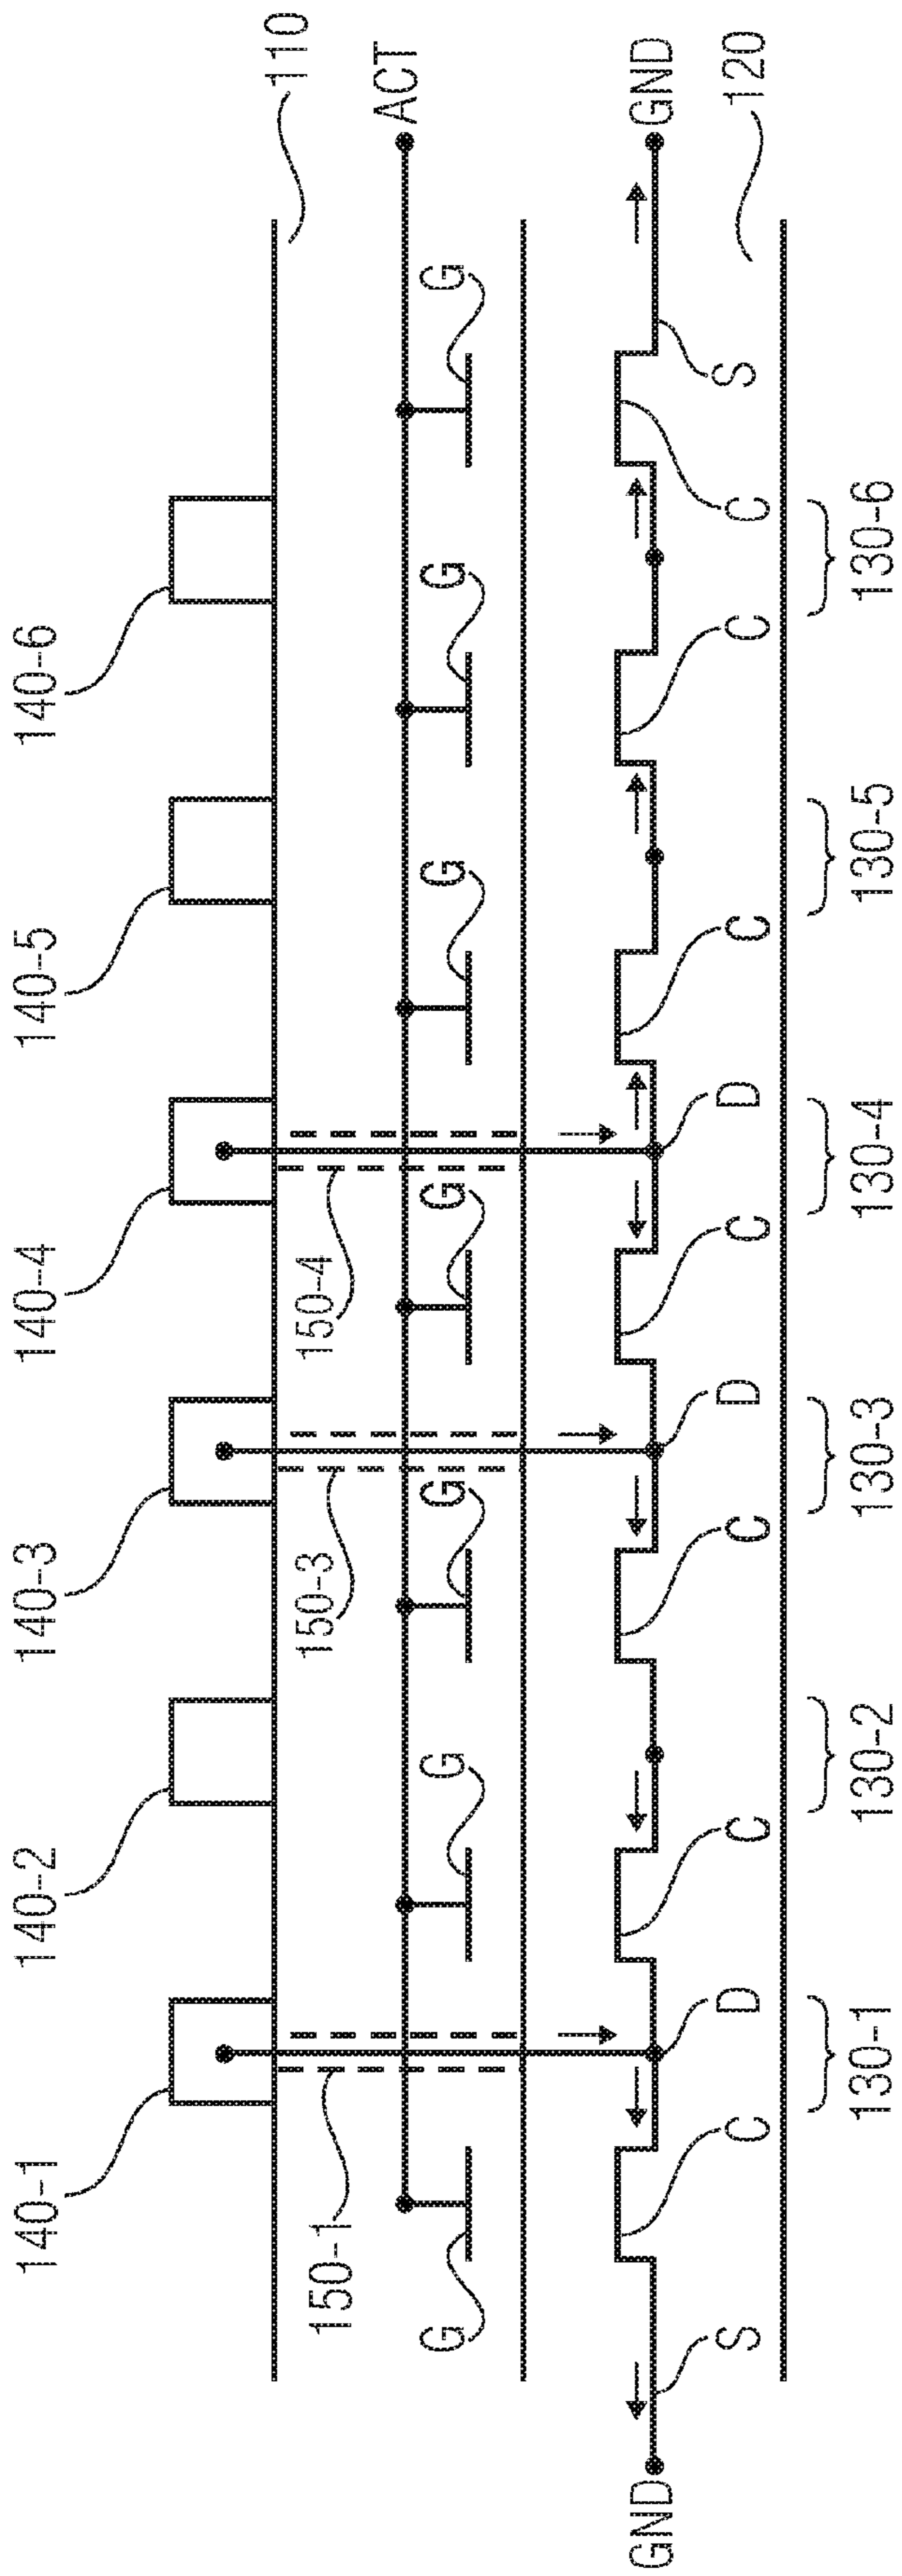 140-1 140-2 140-3 140-4 140-5 140-6
110
150-1 150-3 150-4
ACT
G G G G G G G
GND GND
S C D C C D C D C C C S 120
130-1 130-2 130-3 130-4 130-5 130-6